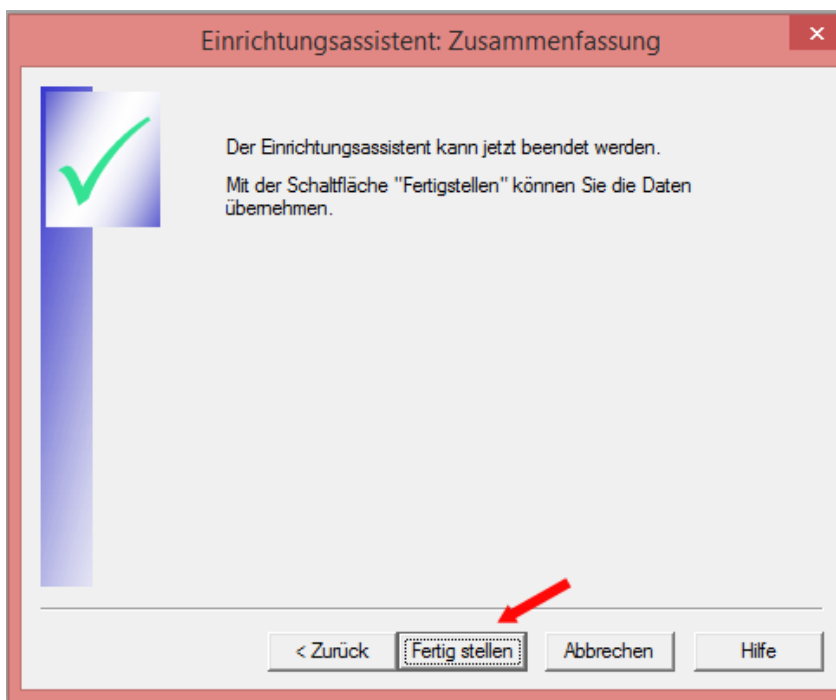 Einrichtungsassistent: Zusammenfassung
Der Einrichtungsassistent kann jetzt beendet werden.
Mit der Schaltfläche "Fertigstellen" können Sie die Daten
übernehmen.
< Zurück Fertig stellen Abbrechen Hilfe